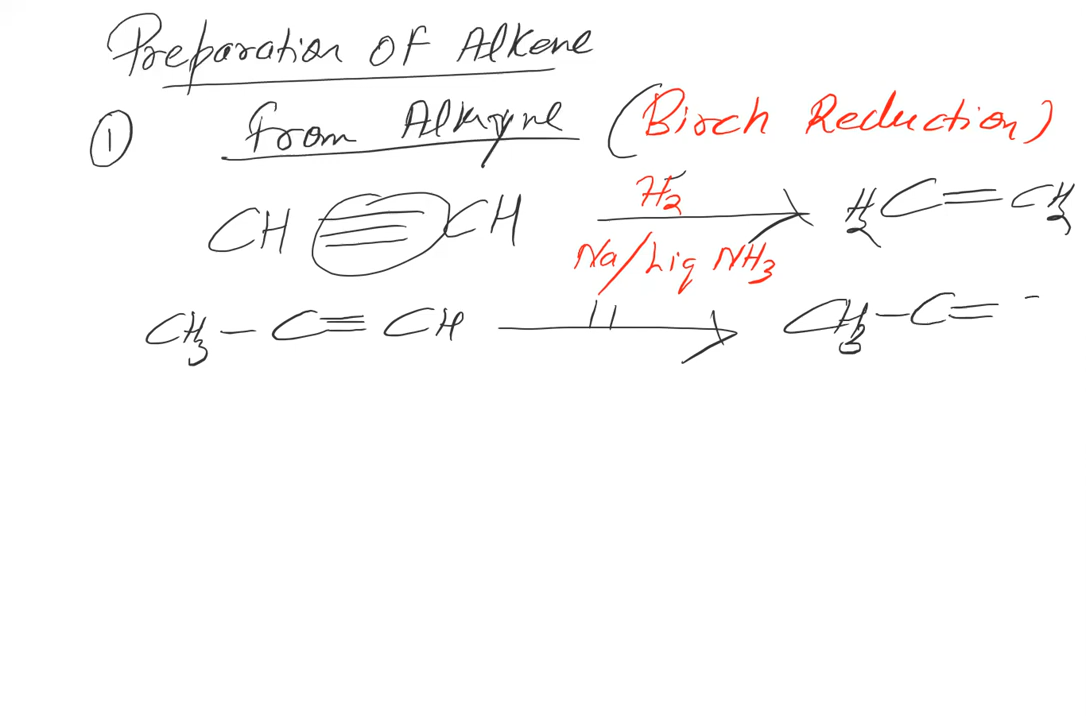 Preparation of Alkene
① from Alkyne (Birch Reduction)
CH ≡ CH H₂ Na/Liq NH₃ → H₂C = CH₂
CH₃ – C ≡ CH –〃→ CH₃ – C =